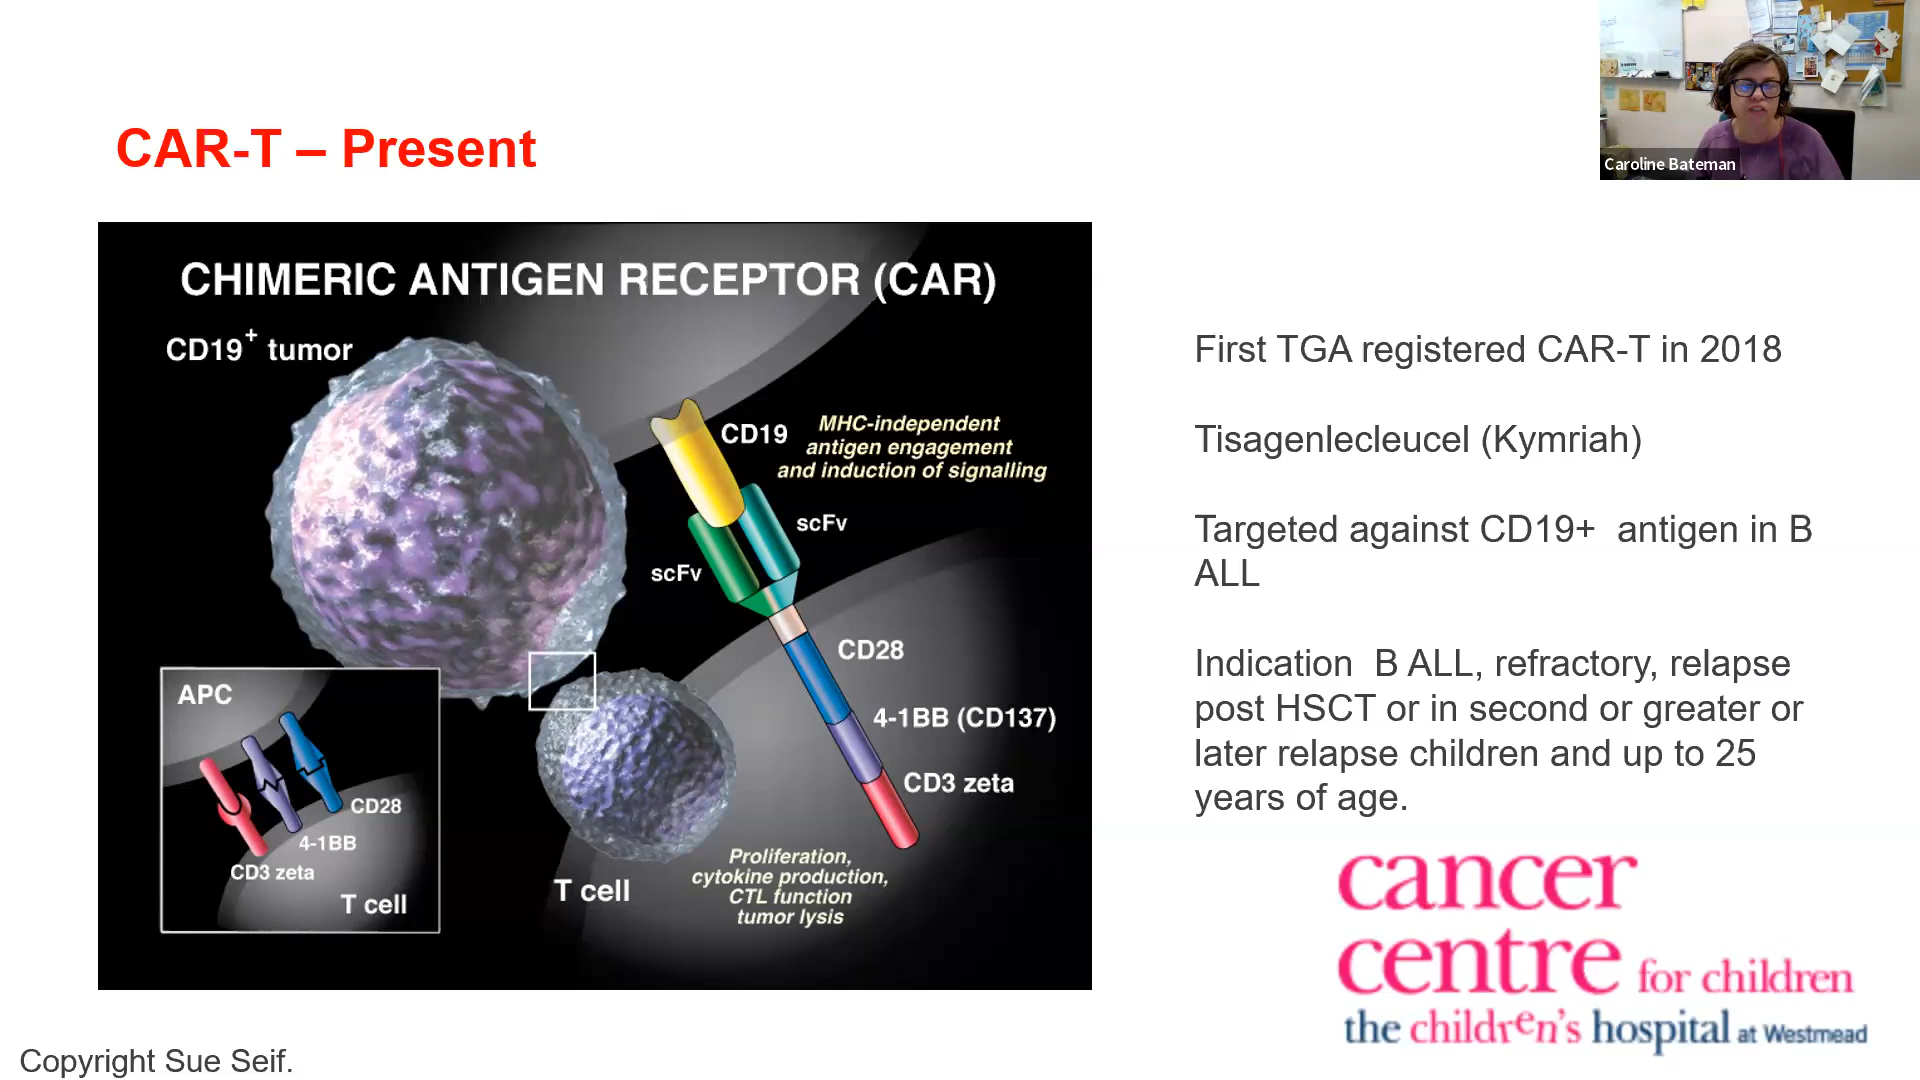 Caroline Bateman
CAR-T – Present
CHIMERIC ANTIGEN RECEPTOR (CAR)
CD19+ tumor
CD19
MHC-independent
antigen engagement
and induction of signalling
scFv
scFv
CD28
4-1BB (CD137)
CD3 zeta
APC
CD28
4-1BB
CD3 zeta
T cell
T cell
Proliferation,
cytokine production,
CTL function
tumor lysis
First TGA registered CAR-T in 2018
Tisagenlecleucel (Kymriah)
Targeted against CD19+  antigen in B
ALL
Indication  B ALL, refractory, relapse
post HSCT or in second or greater or
later relapse children and up to 25
years of age.
cancer
centre for children
the children's hospital at Westmead
Copyright Sue Seif.